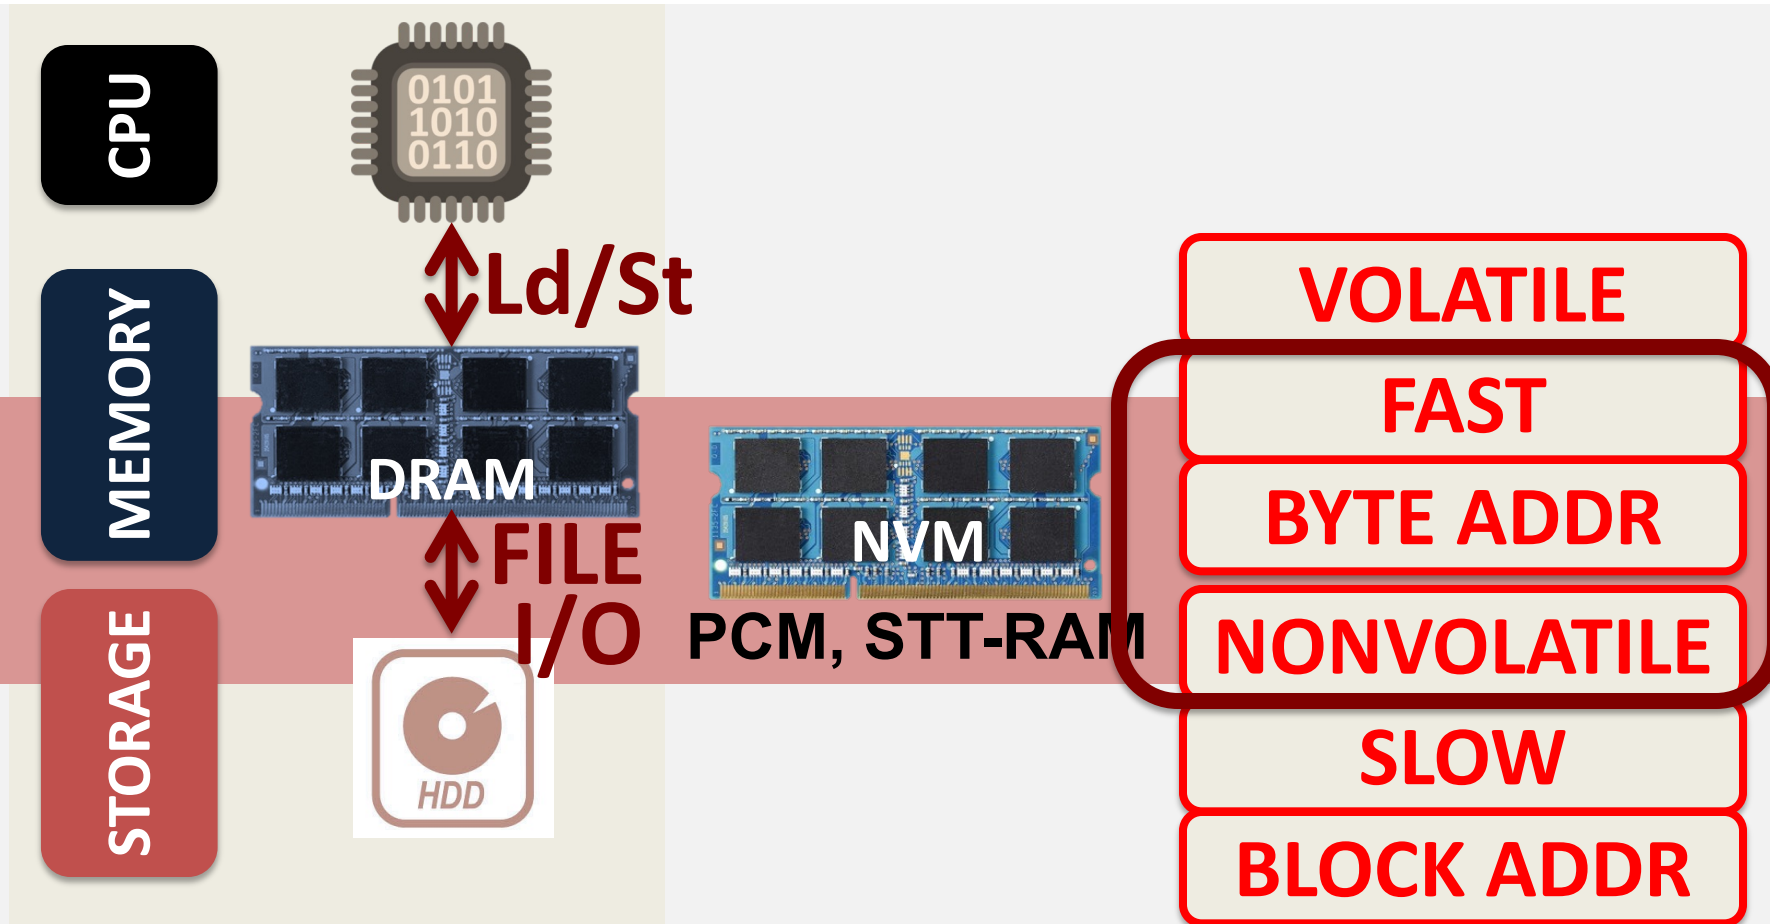 CPU
0101
1010
0110
Ld/St
MEMORY
DRAM
FILE
I/O
STORAGE
HDD
NVM
PCM, STT-RAM
VOLATILE
FAST
BYTE ADDR
NONVOLATILE
SLOW
BLOCK ADDR